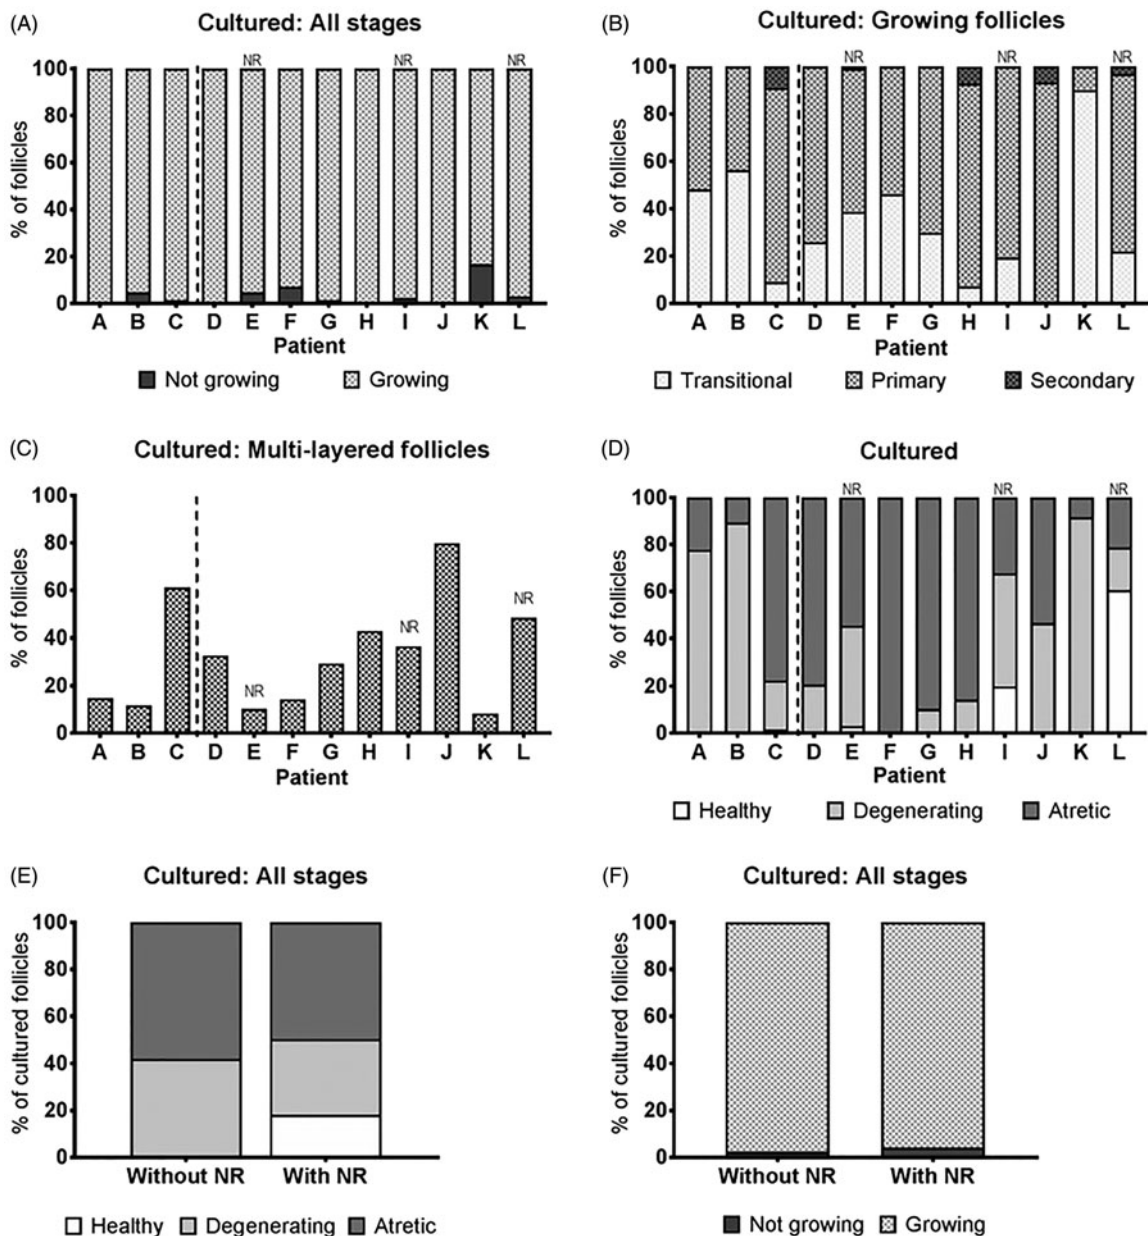 (A)
Cultured: All stages
NR NR NR
100
80
60
40
20
0
% of follicles
A B C D E F G H I J K L
Patient
Not growing Growing
(B)
Cultured: Growing follicles
NR NR NR
100
80
60
40
20
0
% of follicles
A B C D E F G H I J K L
Patient
Transitional Primary Secondary
(C)
Cultured: Multi-layered follicles
100
80
60
40
20
0
% of follicles
NR NR NR
A B C D E F G H I J K L
Patient
(D)
Cultured
NR NR NR
100
80
60
40
20
0
% of follicles
A B C D E F G H I J K L
Patient
Healthy Degenerating Atretic
(E)
Cultured: All stages
100
80
60
40
20
0
% of cultured follicles
Without NR With NR
Healthy Degenerating Atretic
(F)
Cultured: All stages
100
80
60
40
20
0
% of cultured follicles
Without NR With NR
Not growing Growing